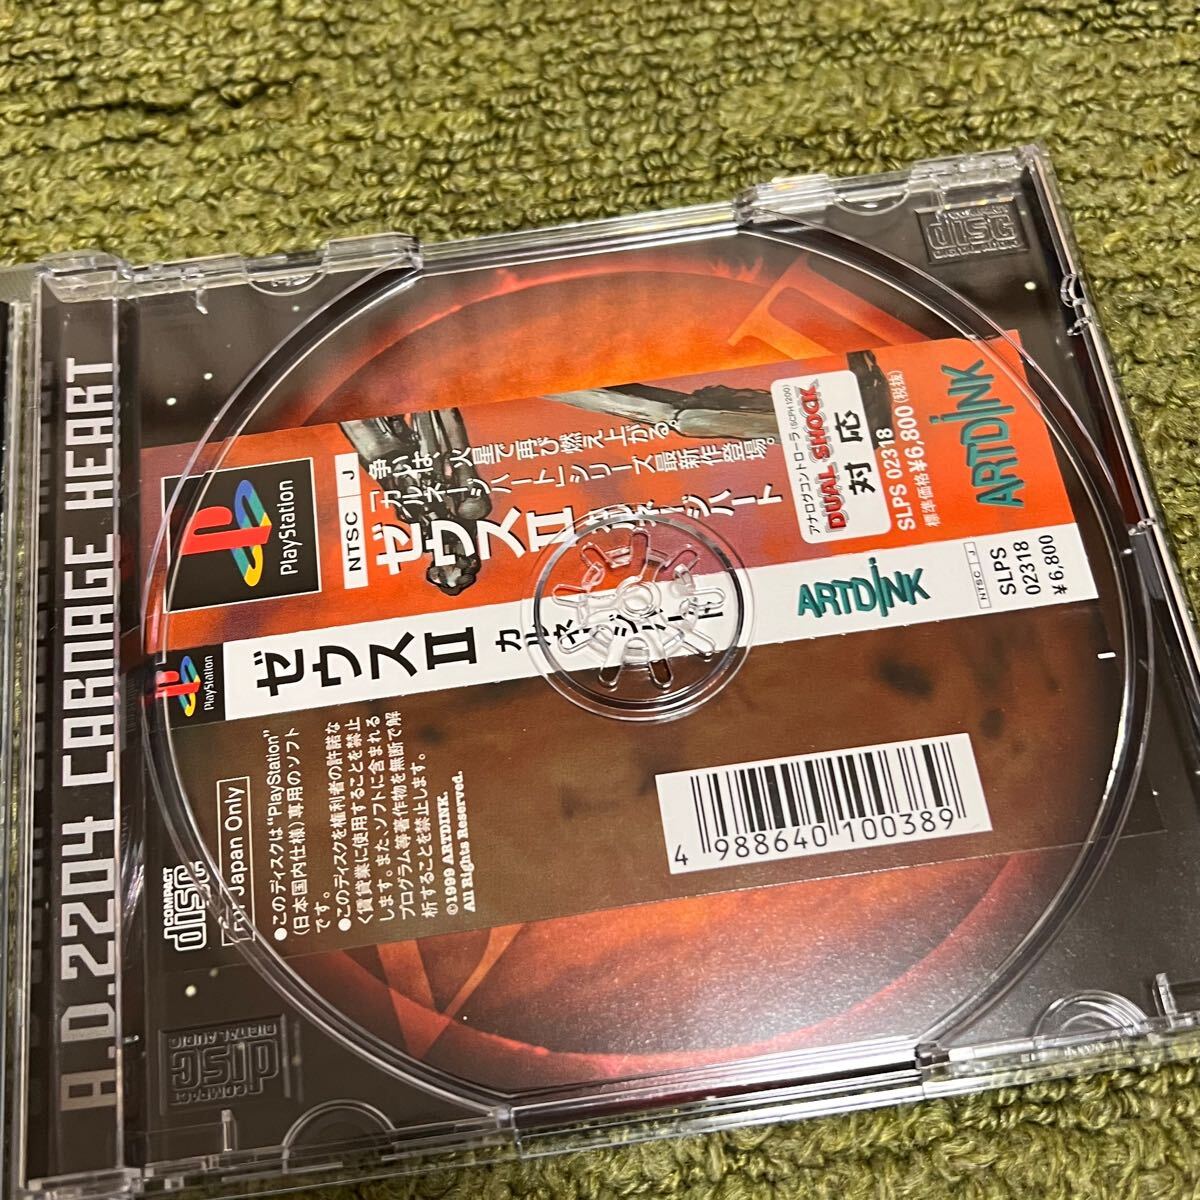 A.D.2204 CARNAGE HEART
PlayStation
NTSC J
争いは、火星で再び燃え上がる。
「カルネージハート」シリーズ最新作登場。
ゼウスII カルネージハート
アナログコントローラ(SCPH 1200)
DUAL SHOCK
対応
SLPS 02318
標準価格¥6,800(税抜)
ARTDINK
PlayStation
ゼウスII
ARTDINK
NTSC J
SLPS
02318
¥6,800
COMPACT
disc
For Japan Only
●このディスクは“PlayStation”
(日本国内仕様)専用のソフト
です。
●このディスクを権利者の許諾な
く賃貸業に使用することを禁止
します。また、ソフトに含まれる
プログラム等著作物を無断で解
析することを禁止します。
©1999 ARTDINK.
All Rights Reserved.
4 988640 100389
COMPACT
disc
DIGITAL AUDIO
COMPACT
disc
DIGITAL AUDIO